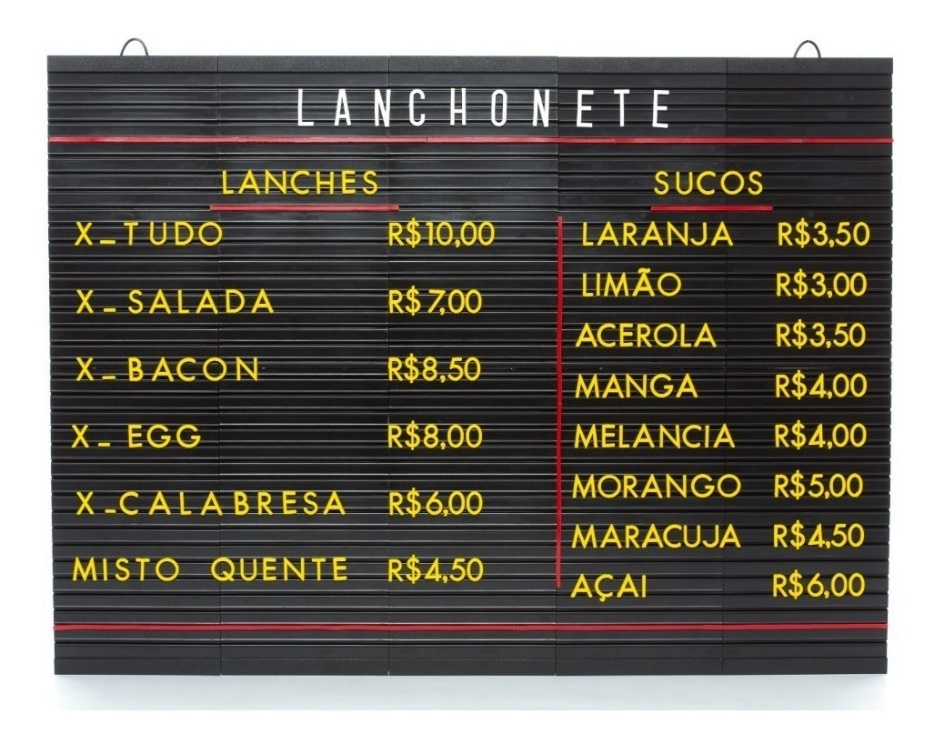 LANCHONETE
LANCHES
X_TUDO R$10,00
X_SALADA R$7,00
X_BACON R$8,50
X_EGG R$8,00
X_CALABRESA R$6,00
MISTO QUENTE R$4,50
SUCOS
LARANJA R$3,50
LIMÃO R$3,00
ACEROLA R$3,50
MANGA R$4,00
MELANCIA R$4,00
MORANGO R$5,00
MARACUJA R$4,50
AÇAI R$6,00